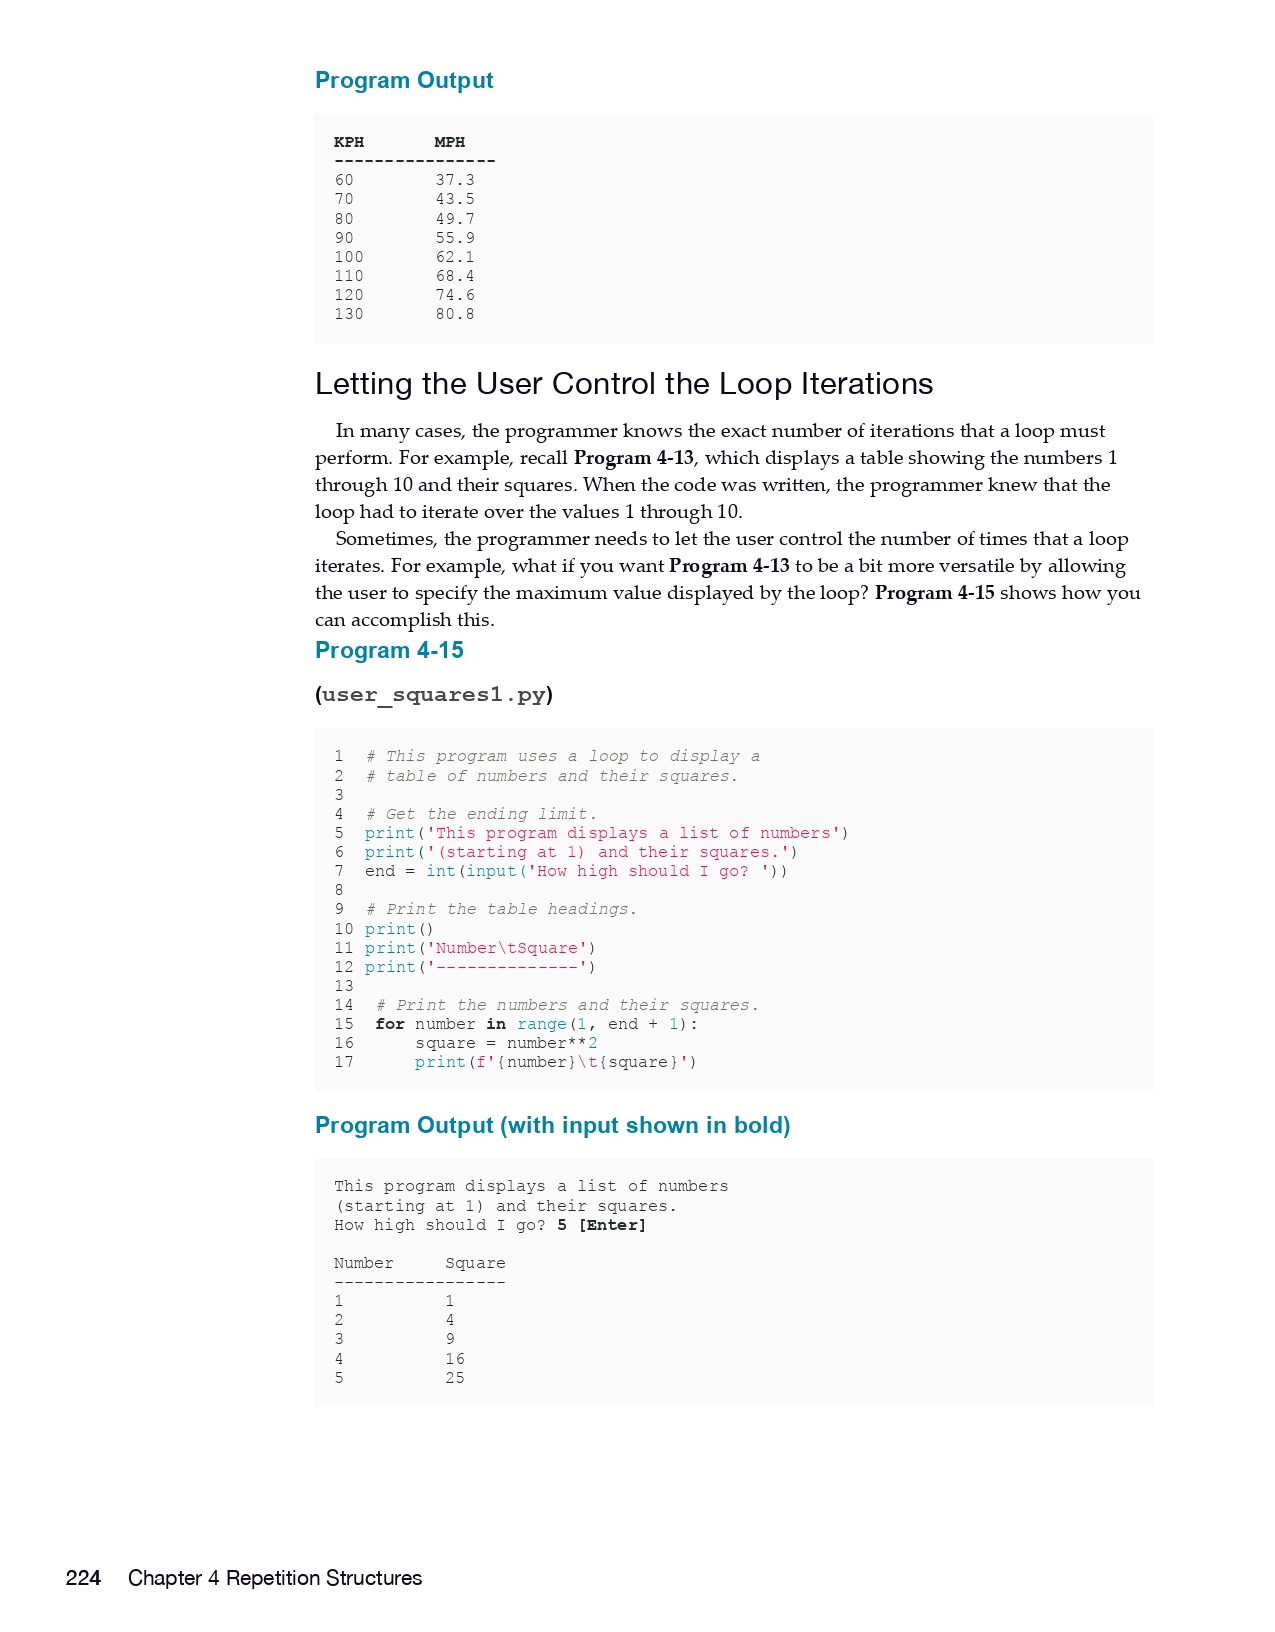 Program Output
KPH       MPH
----------------
60        37.3
70        43.5
80        49.7
90        55.9
100       62.1
110       68.4
120       74.6
130       80.8
Letting the User Control the Loop Iterations
In many cases, the programmer knows the exact number of iterations that a loop must
perform. For example, recall Program 4-13, which displays a table showing the numbers 1
through 10 and their squares. When the code was written, the programmer knew that the
loop had to iterate over the values 1 through 10.
Sometimes, the programmer needs to let the user control the number of times that a loop
iterates. For example, what if you want Program 4-13 to be a bit more versatile by allowing
the user to specify the maximum value displayed by the loop? Program 4-15 shows how you
can accomplish this.
Program 4-15
(user_squares1.py)
1  # This program uses a loop to display a
2  # table of numbers and their squares.
3
4  # Get the ending limit.
5  print('This program displays a list of numbers')
6  print('(starting at 1) and their squares.')
7  end = int(input('How high should I go? '))
8
9  # Print the table headings.
10 print()
11 print('Number\tSquare')
12 print('--------------')
13
14  # Print the numbers and their squares.
15  for number in range(1, end + 1):
16      square = number**2
17      print(f'{number}\t{square}')
Program Output (with input shown in bold)
This program displays a list of numbers
(starting at 1) and their squares.
How high should I go? 5 [Enter]
Number     Square
-----------------
1          1
2          4
3          9
4          16
5          25
224 Chapter 4 Repetition Structures